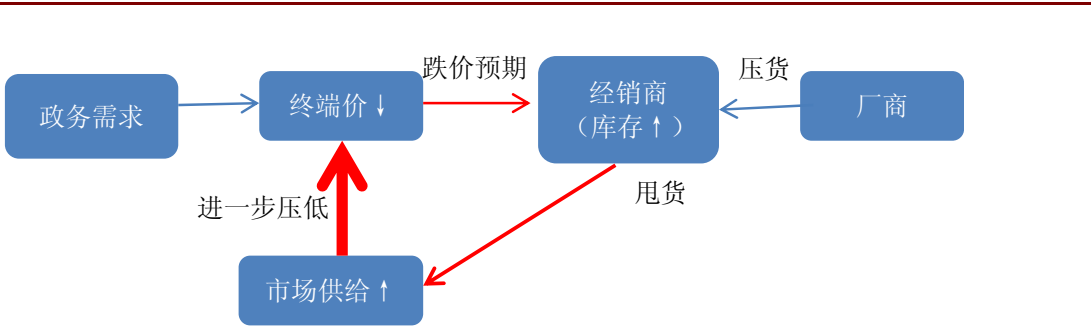 跌价预期
压货
政务需求
终端价↓
经销商
（库存↑）
厂商
甩货
进一步压低
市场供给↑